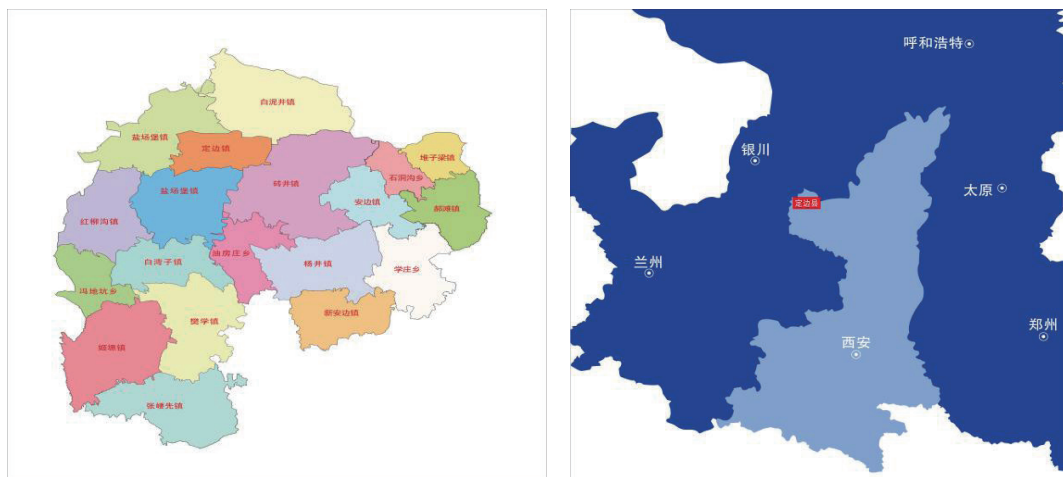 白泥井镇
盐场堡镇
定边镇
堆子梁镇
砖井镇
石洞沟乡
盐场堡镇
安边镇
郝滩镇
红柳沟镇
白湾子镇
油房庄乡
杨井镇
学庄乡
冯地坑乡
樊学镇
新安边镇
姬塬镇
张崾先镇
呼和浩特
银川
太原
定边县
兰州
郑州
西安